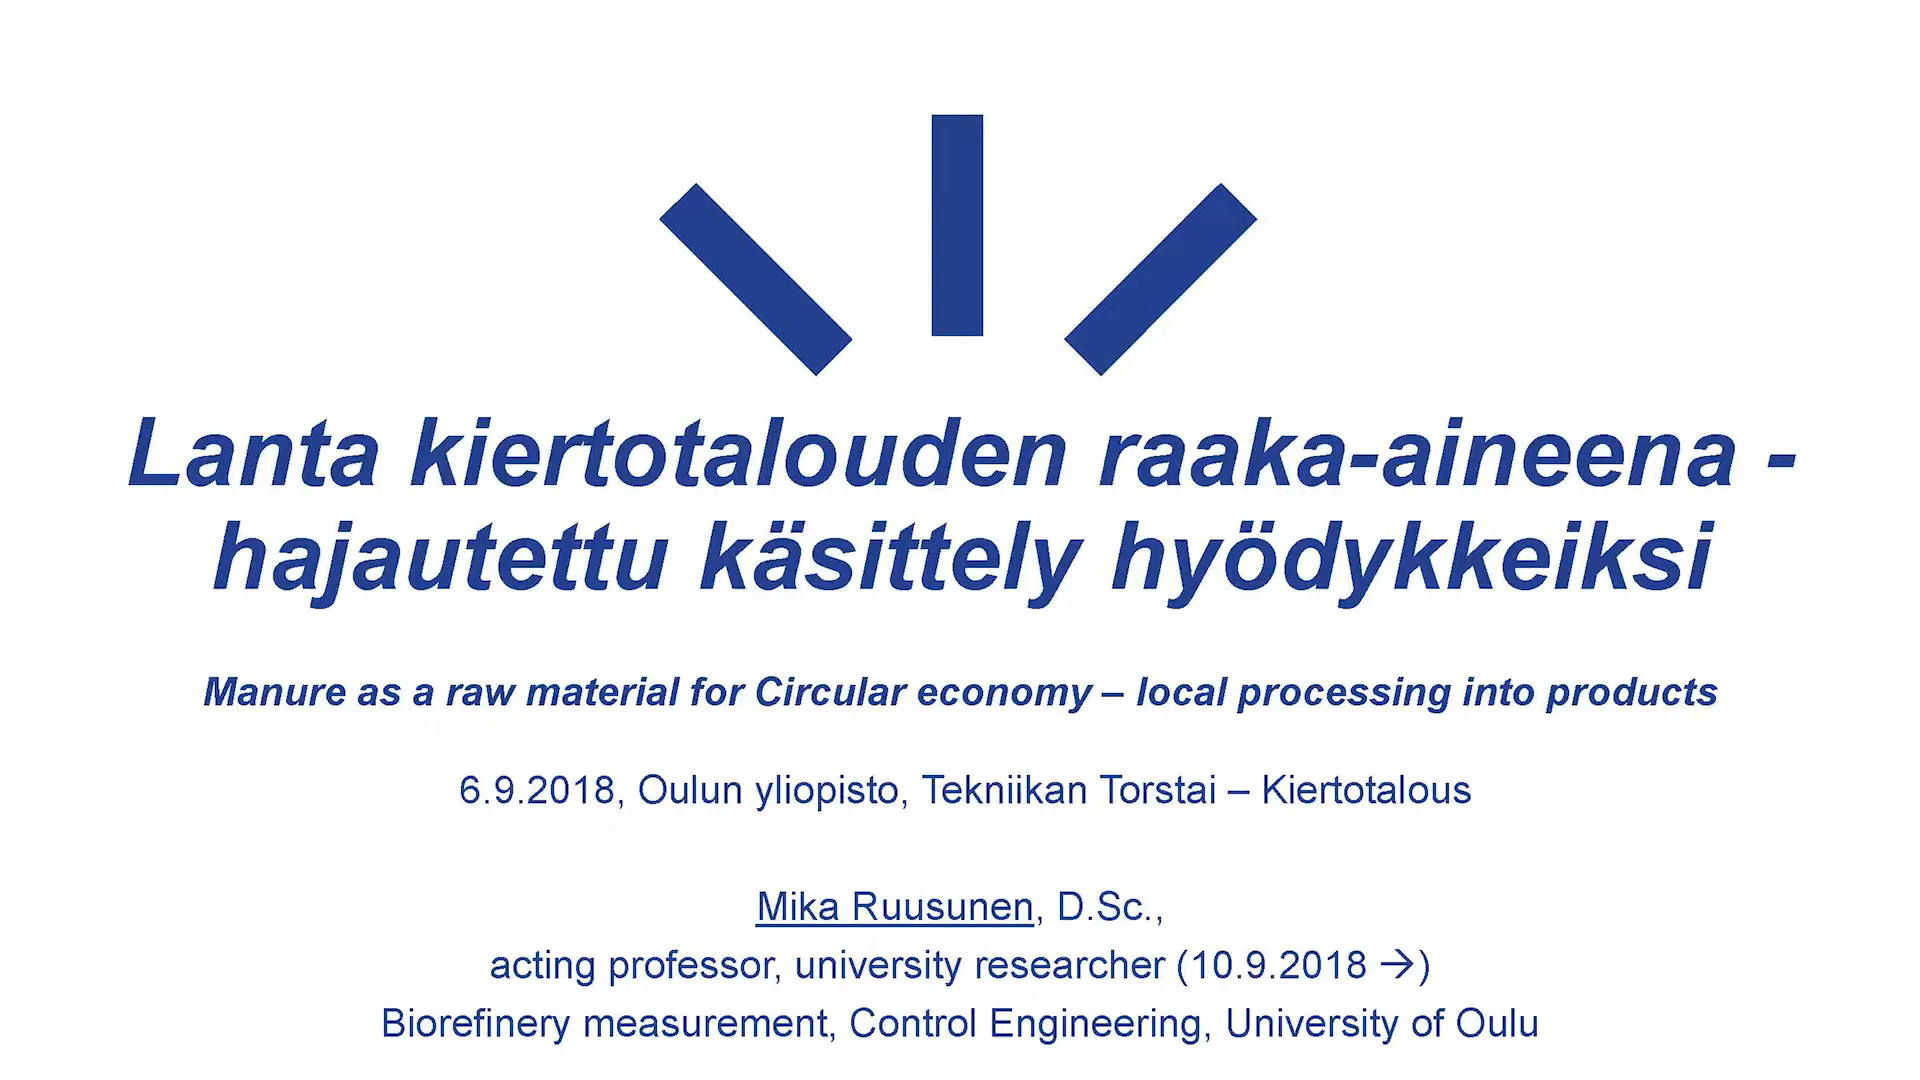 Lanta kiertotalouden raaka-aineena -
hajautettu käsittely hyödykkeiksi
Manure as a raw material for Circular economy – local processing into products
6.9.2018, Oulun yliopisto, Tekniikan Torstai – Kiertotalous
Mika Ruusunen, D.Sc.,
acting professor, university researcher (10.9.2018 →)
Biorefinery measurement, Control Engineering, University of Oulu